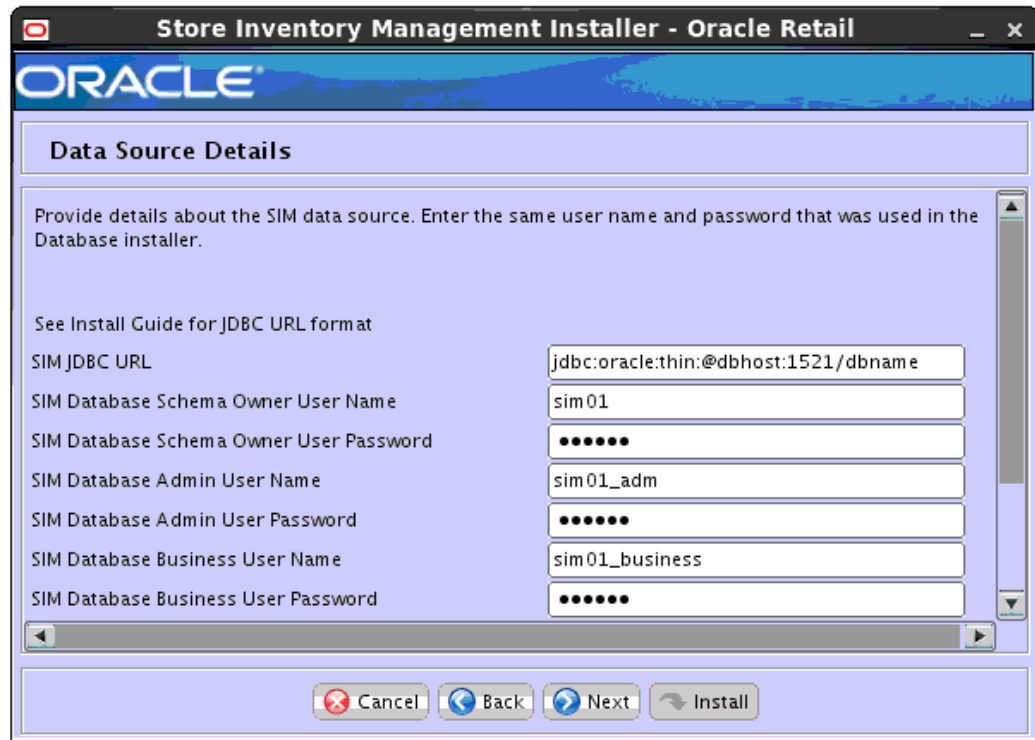 Store Inventory Management Installer - Oracle Retail
ORACLE
Data Source Details
Provide details about the SIM data source. Enter the same user name and password that was used in the
Database installer.
See Install Guide for JDBC URL format
SIM JDBC URL jdbc:oracle:thin:@dbhost:1521/dbname
SIM Database Schema Owner User Name sim01
SIM Database Schema Owner User Password ••••••
SIM Database Admin User Name sim01_adm
SIM Database Admin User Password ••••••
SIM Database Business User Name sim01_business
SIM Database Business User Password ••••••
Cancel Back Next Install